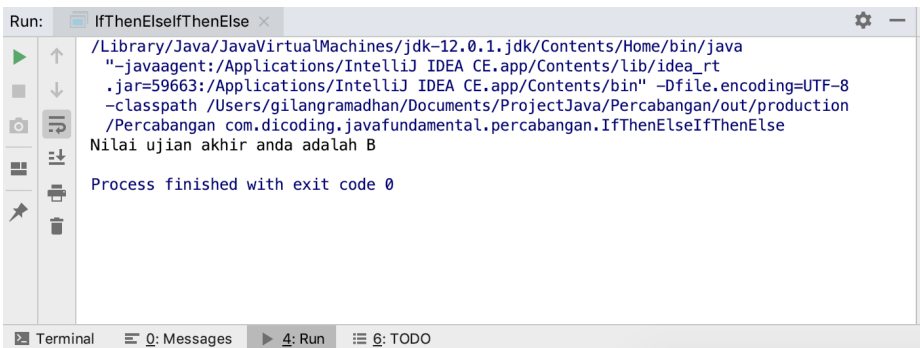 Run: IfThenElseIfThenElse
/Library/Java/JavaVirtualMachines/jdk-12.0.1.jdk/Contents/Home/bin/java
"-javaagent:/Applications/IntelliJ IDEA CE.app/Contents/lib/idea_rt
.jar=59663:/Applications/IntelliJ IDEA CE.app/Contents/bin" -Dfile.encoding=UTF-8
-classpath /Users/gilangramadhan/Documents/ProjectJava/Percabangan/out/production
/Percabangan com.dicoding.javafundamental.percabangan.IfThenElseIfThenElse
Nilai ujian akhir anda adalah B
Process finished with exit code 0
Terminal 0: Messages 4: Run 6: TODO